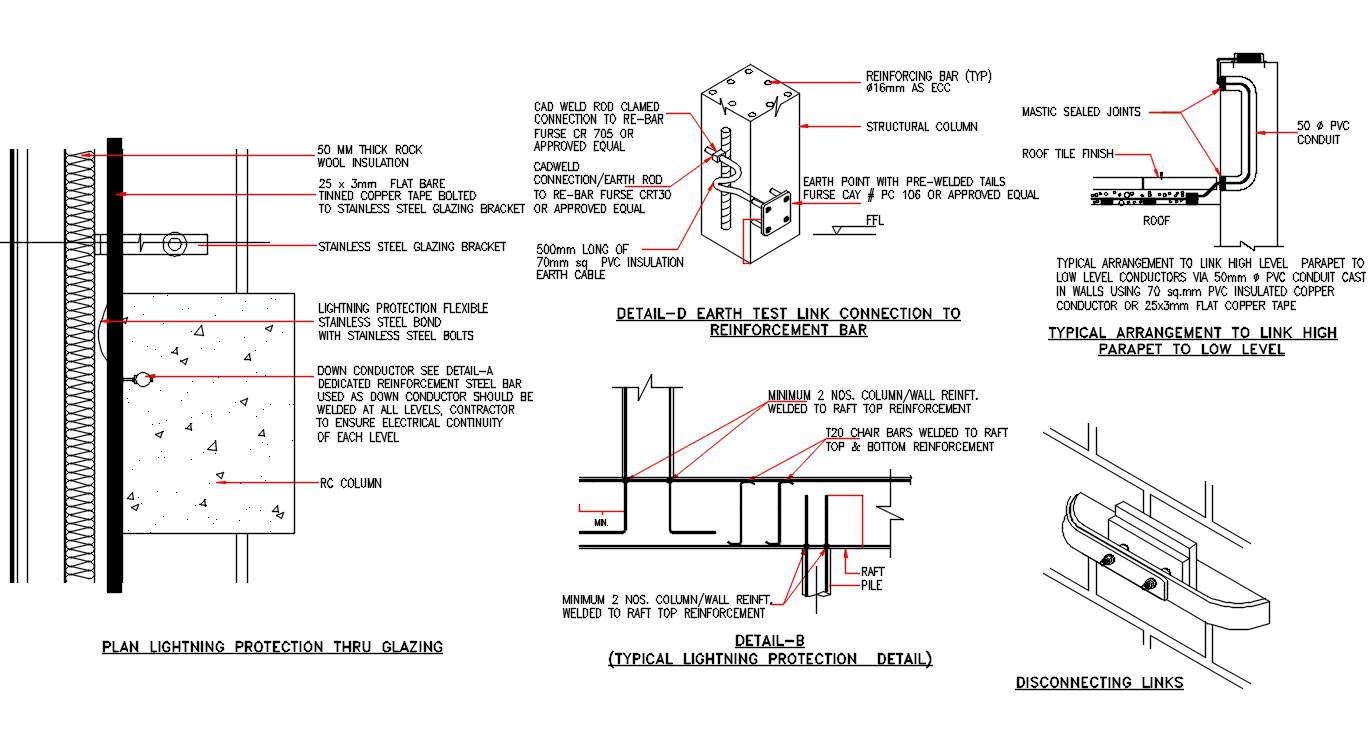 50 MM THICK ROCK
WOOL INSULATION
25 x 3mm FLAT BARE
TINNED COPPER TAPE BOLTED
TO STAINLESS STEEL GLAZING BRACKET
STAINLESS STEEL GLAZING BRACKET
LIGHTNING PROTECTION FLEXIBLE
STAINLESS STEEL BOND
WITH STAINLESS STEEL BOLTS
DOWN CONDUCTOR SEE DETAIL-A
DEDICATED REINFORCEMENT STEEL BAR
USED AS DOWN CONDUCTOR SHOULD BE
WELDED AT ALL LEVELS, CONTRACTOR
TO ENSURE ELECTRICAL CONTINUITY
OF EACH LEVEL
RC COLUMN
PLAN LIGHTNING PROTECTION THRU GLAZING
CAD WELD ROD CLAMED
CONNECTION TO RE-BAR
FURSE CR 705 OR
APPROVED EQUAL
CADWELD
CONNECTION/EARTH ROD
TO RE-BAR FURSE CRT30
OR APPROVED EQUAL
500mm LONG OF
70mm sq PVC INSULATION
EARTH CABLE
REINFORCING BAR (TYP)
ø16mm AS ECC
STRUCTURAL COLUMN
EARTH POINT WITH PRE-WELDED TAILS
FURSE CAY # PC 106 OR APPROVED EQUAL
FFL
DETAIL-D EARTH TEST LINK CONNECTION TO
REINFORCEMENT BAR
MINIMUM 2 NOS. COLUMN/WALL REINFT.
WELDED TO RAFT TOP REINFORCEMENT
T20 CHAIR BARS WELDED TO RAFT
TOP & BOTTOM REINFORCEMENT
MIN.
RAFT
PILE
MINIMUM 2 NOS. COLUMN/WALL REINFT.
WELDED TO RAFT TOP REINFORCEMENT
DETAIL-B
(TYPICAL LIGHTNING PROTECTION DETAIL)
MASTIC SEALED JOINTS
50 ø PVC
CONDUIT
ROOF TILE FINISH
ROOF
TYPICAL ARRANGEMENT TO LINK HIGH LEVEL PARAPET TO
LOW LEVEL CONDUCTORS VIA 50mm ø PVC CONDUIT CAST
IN WALLS USING 70 sq.mm PVC INSULATED COPPER
CONDUCTOR OR 25x3mm FLAT COPPER TAPE
TYPICAL ARRANGEMENT TO LINK HIGH
PARAPET TO LOW LEVEL
DISCONNECTING LINKS